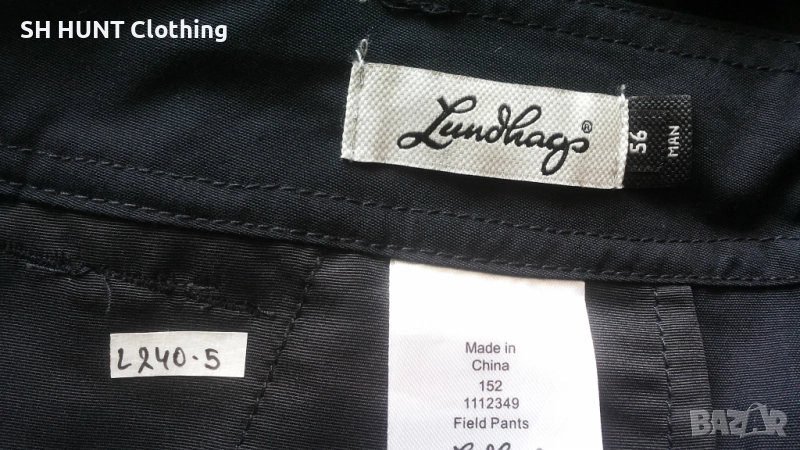 SH HUNT Clothing
Lundhags®
56
MAN
L240-5
Made in
China
152
1112349
Field Pants
BAZAR